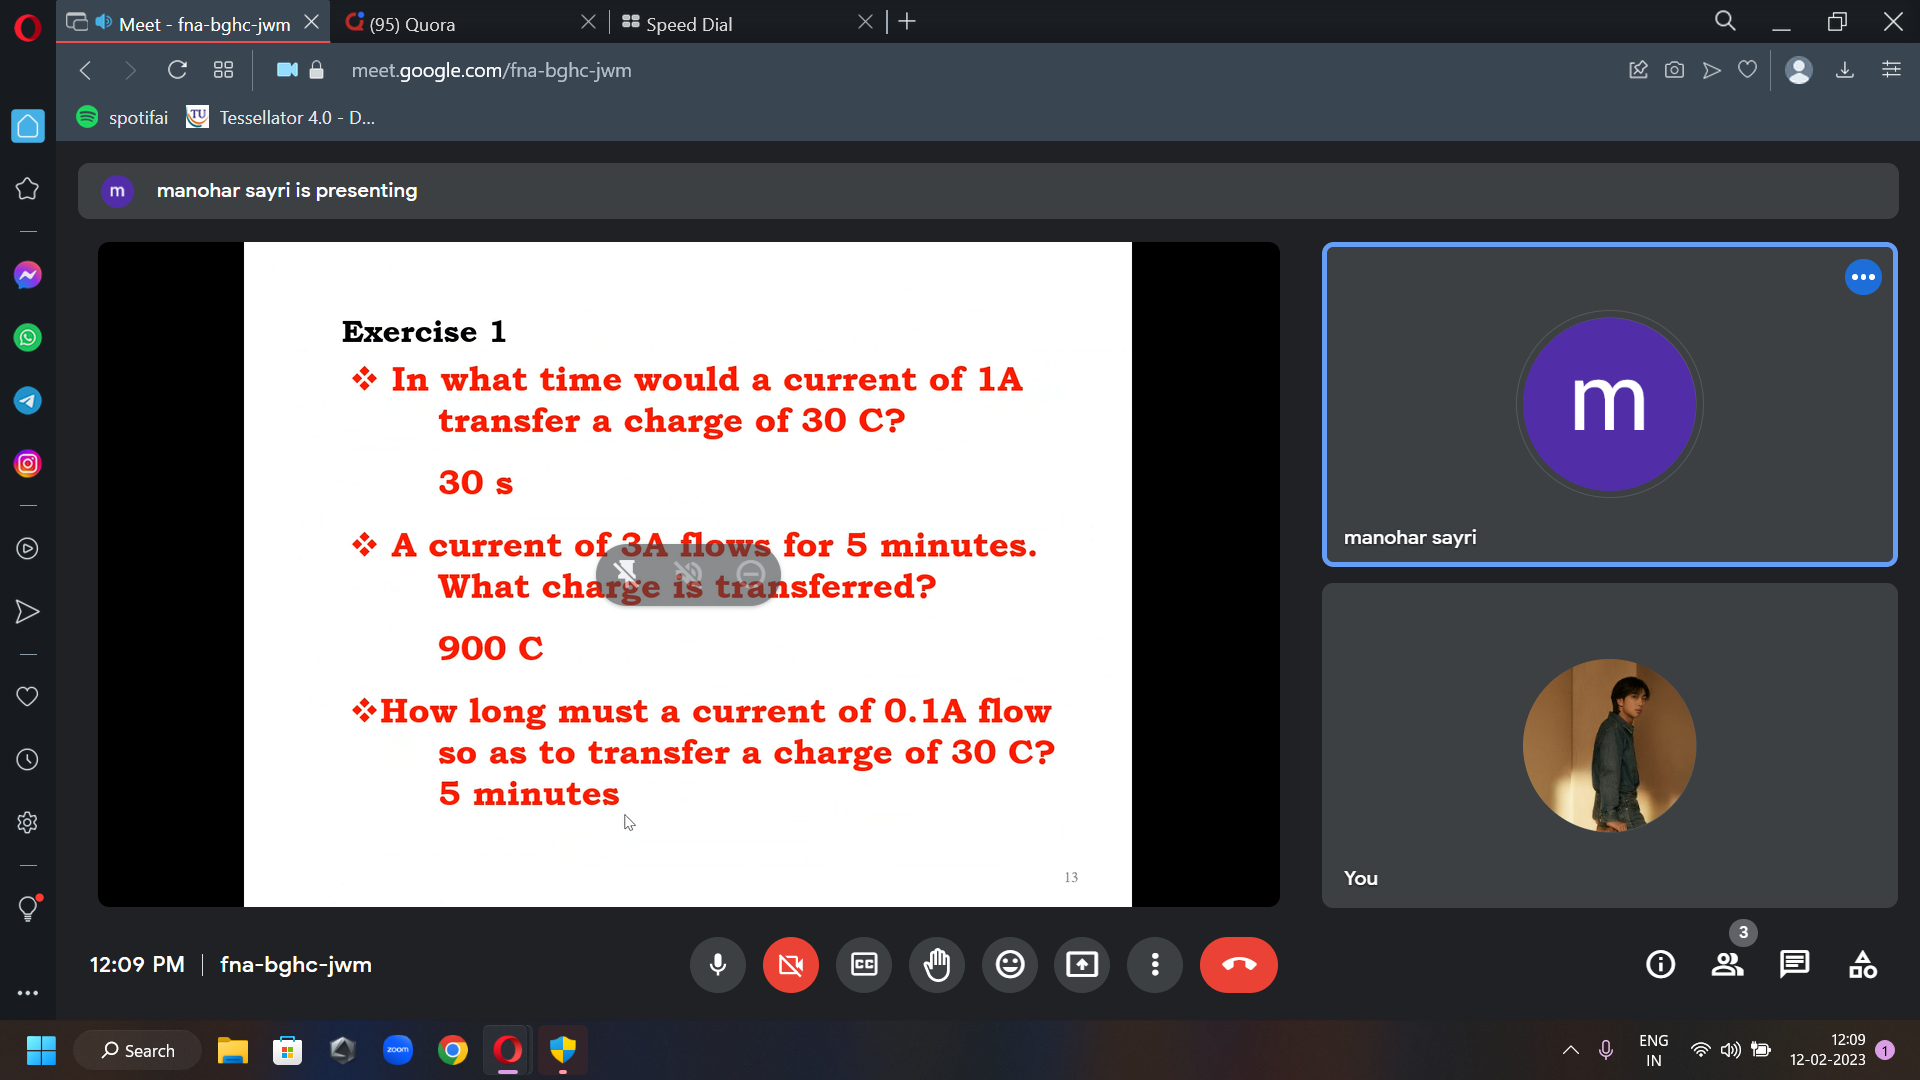 Meet - fna-bghc-jwm
(95) Quora
Speed Dial
meet.google.com/fna-bghc-jwm
spotifai
TU
Tessellator 4.0 - D...
m
manohar sayri is presenting
Exercise 1
❖ In what time would a current of 1A
transfer a charge of 30 C?
30 s
❖ A current of 3A flows for 5 minutes.
What charge is transferred?
900 C
❖How long must a current of 0.1A flow
so as to transfer a charge of 30 C?
5 minutes
13
m
manohar sayri
You
12:09 PM | fna-bghc-jwm
CC
3
Search
zoom
ENG
IN
12:09
12-02-2023
1